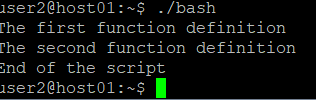 user2@host01:~$ ./bash
The first function definition
The second function definition
End of the script
user2@host01:~$